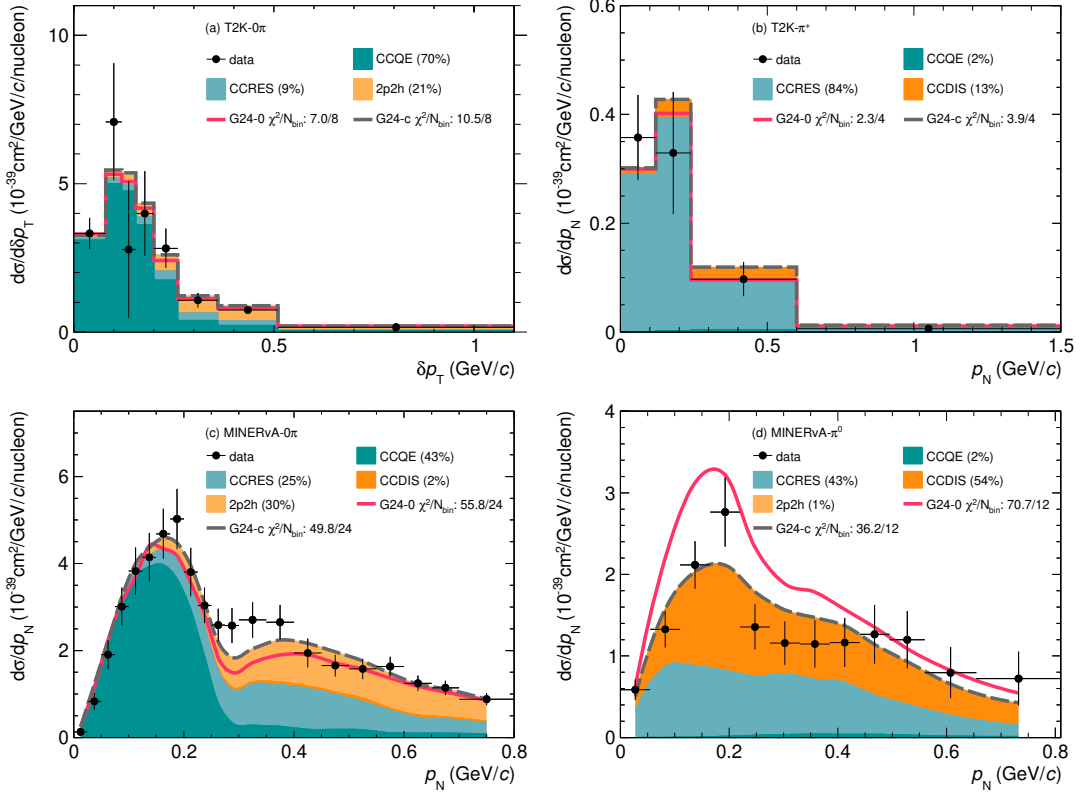 (a) T2K-0π
data
CCQE (70%)
CCRES (9%)
2p2h (21%)
G24-0 χ²/N_bin: 7.0/8
G24-c χ²/N_bin: 10.5/8
dσ/dδp_T (10⁻³⁹cm²/GeV/c/nucleon)
10
5
0
0
0.5
1
δp_T (GeV/c)
(b) T2K-π⁺
data
CCQE (2%)
CCRES (84%)
CCDIS (13%)
G24-0 χ²/N_bin: 2.3/4
G24-c χ²/N_bin: 3.9/4
dσ/dp_N (10⁻³⁹cm²/GeV/c/nucleon)
0.6
0.4
0.2
0
0
0.5
1
1.5
p_N (GeV/c)
(c) MINERvA-0π
data
CCQE (43%)
CCRES (25%)
CCDIS (2%)
2p2h (30%)
G24-0 χ²/N_bin: 55.8/24
G24-c χ²/N_bin: 49.8/24
dσ/dp_N (10⁻³⁹cm²/GeV/c/nucleon)
6
4
2
0
0
0.2
0.4
0.6
0.8
p_N (GeV/c)
(d) MINERvA-π⁰
data
CCQE (2%)
CCRES (43%)
CCDIS (54%)
2p2h (1%)
G24-0 χ²/N_bin: 70.7/12
G24-c χ²/N_bin: 36.2/12
dσ/dp_N (10⁻³⁹cm²/GeV/c/nucleon)
4
3
2
1
0
0
0.2
0.4
0.6
0.8
p_N (GeV/c)